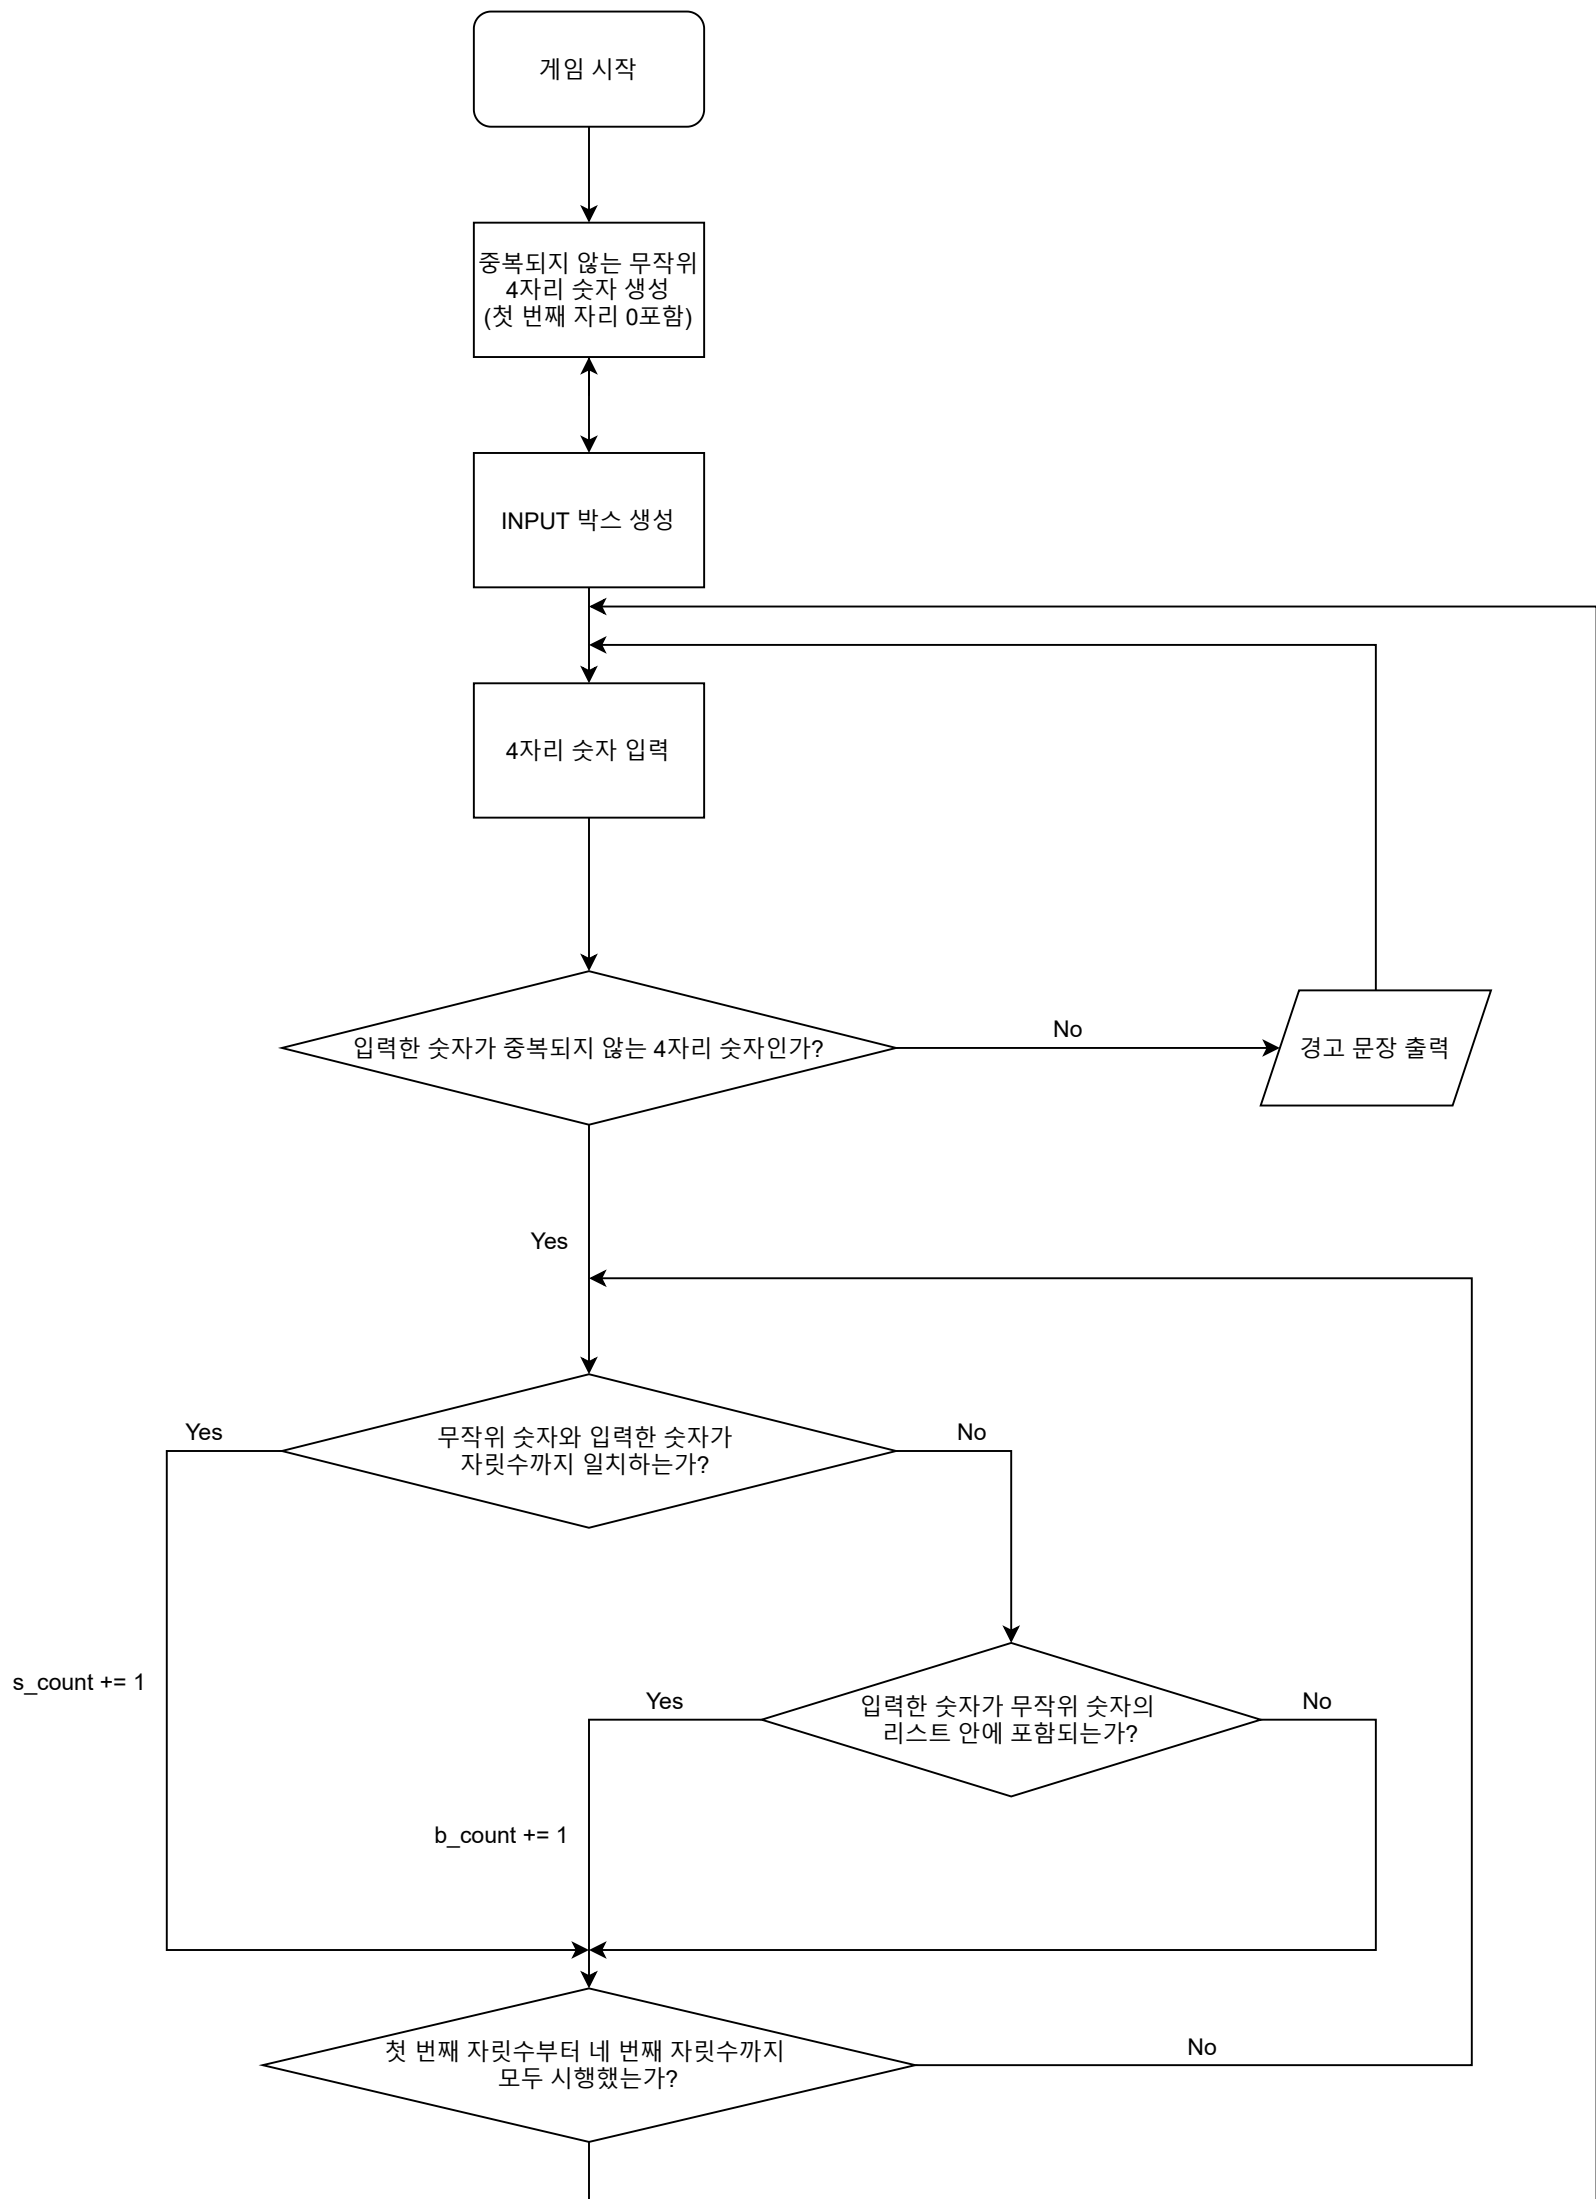 게임 시작
중복되지 않는 무작위
4자리 숫자 생성
(첫 번째 자리 0포함)
INPUT 박스 생성
4자리 숫자 입력
입력한 숫자가 중복되지 않는 4자리 숫자인가?
No
경고 문장 출력
Yes
Yes
무작위 숫자와 입력한 숫자가
자릿수까지 일치하는가?
No
s_count += 1
Yes
입력한 숫자가 무작위 숫자의
리스트 안에 포함되는가?
No
b_count += 1
첫 번째 자릿수부터 네 번째 자릿수까지
모두 시행했는가?
No